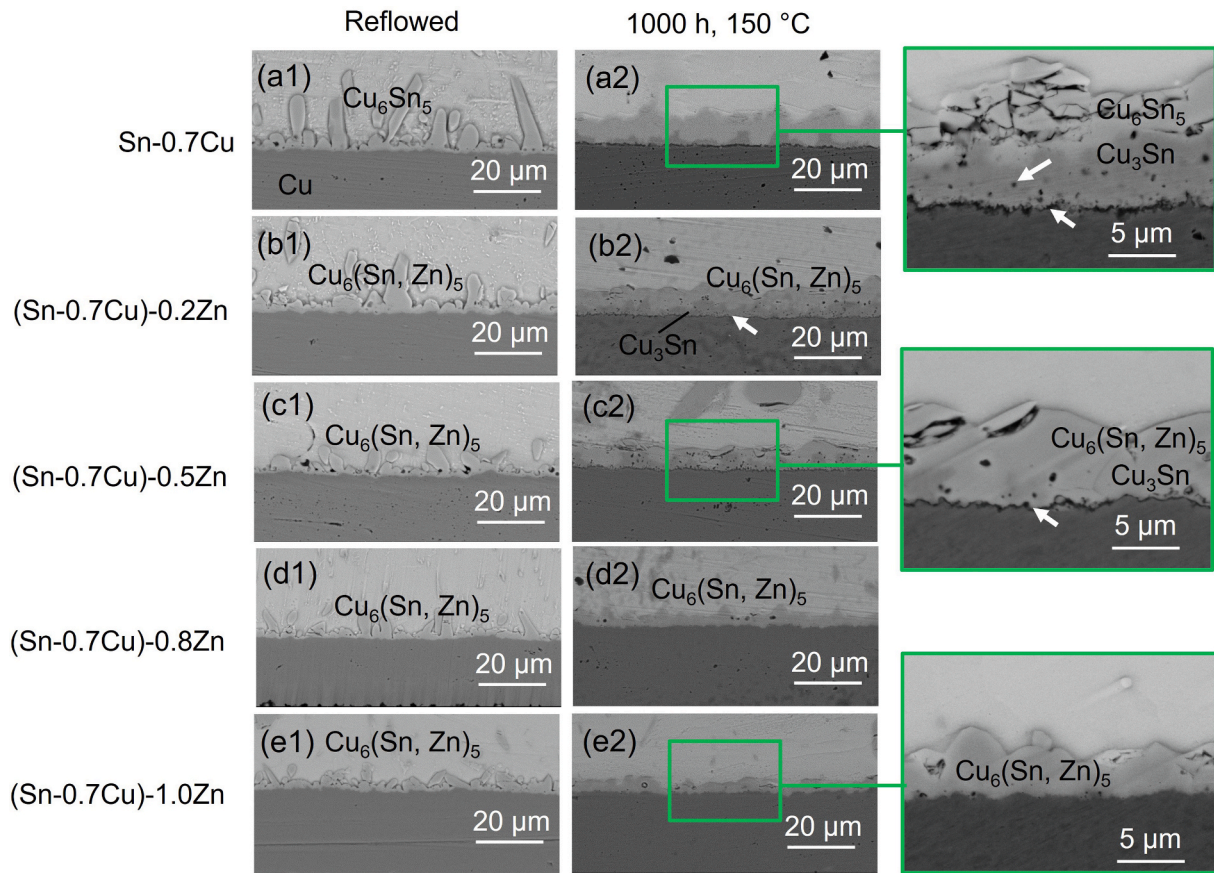 Reflowed
1000 h, 150 °C
Sn-0.7Cu
(a1)
Cu₆Sn₅
Cu
20 µm
(a2)
20 µm
Cu₆Sn₅
Cu₃Sn
5 µm
(Sn-0.7Cu)-0.2Zn
(b1)
Cu₆(Sn, Zn)₅
20 µm
(b2)
Cu₆(Sn, Zn)₅
Cu₃Sn
20 µm
(Sn-0.7Cu)-0.5Zn
(c1)
Cu₆(Sn, Zn)₅
20 µm
(c2)
20 µm
Cu₆(Sn, Zn)₅
Cu₃Sn
5 µm
(Sn-0.7Cu)-0.8Zn
(d1)
Cu₆(Sn, Zn)₅
20 µm
(d2)
Cu₆(Sn, Zn)₅
20 µm
(Sn-0.7Cu)-1.0Zn
(e1)
Cu₆(Sn, Zn)₅
20 µm
(e2)
20 µm
Cu₆(Sn, Zn)₅
5 µm